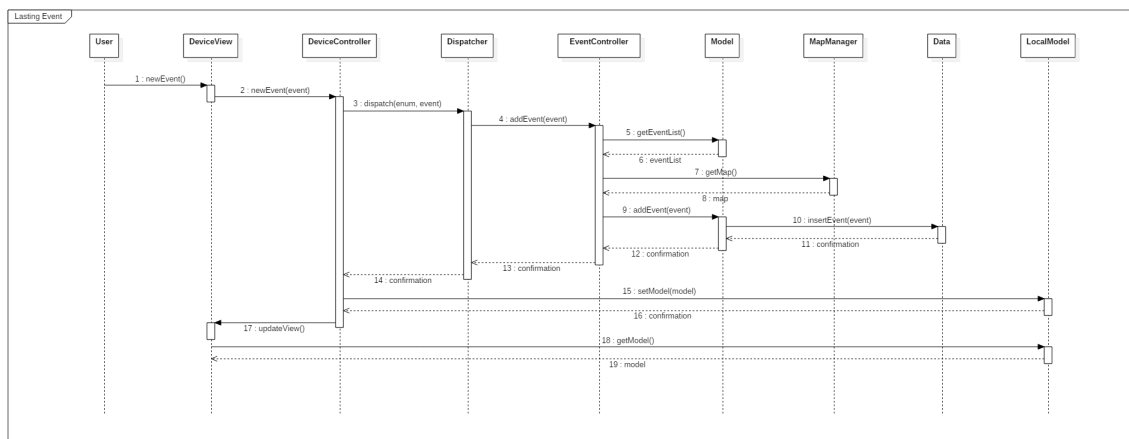 Lasting Event
User
DeviceView
DeviceController
Dispatcher
EventController
Model
MapManager
Data
LocalModel
1 : newEvent()
2 : newEvent(event)
3 : dispatch(enum, event)
4 : addEvent(event)
5 : getEventList()
6 : eventList
7 : getMap()
8 : map
9 : addEvent(event)
10 : insertEvent(event)
11 : confirmation
12 : confirmation
13 : confirmation
14 : confirmation
15 : setModel(model)
16 : confirmation
17 : updateView()
18 : getModel()
19 : model